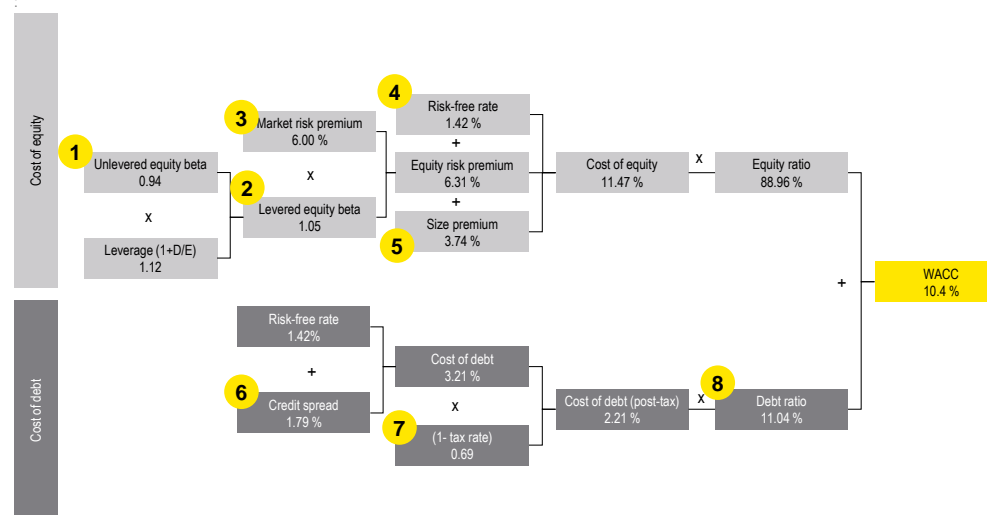 Cost of equity
1
Unlevered equity beta
0.94
x
Leverage (1+D/E)
1.12
3
Market risk premium
6.00 %
x
2
Levered equity beta
1.05
4
Risk-free rate
1.42 %
+
Equity risk premium
6.31 %
+
Size premium
3.74 %
5
Cost of equity
11.47 %
x
Equity ratio
88.96 %
+
WACC
10.4 %
Cost of debt
Risk-free rate
1.42%
+
6
Credit spread
1.79 %
Cost of debt
3.21 %
x
7
(1- tax rate)
0.69
Cost of debt (post-tax)
2.21 %
x
8
Debt ratio
11.04 %